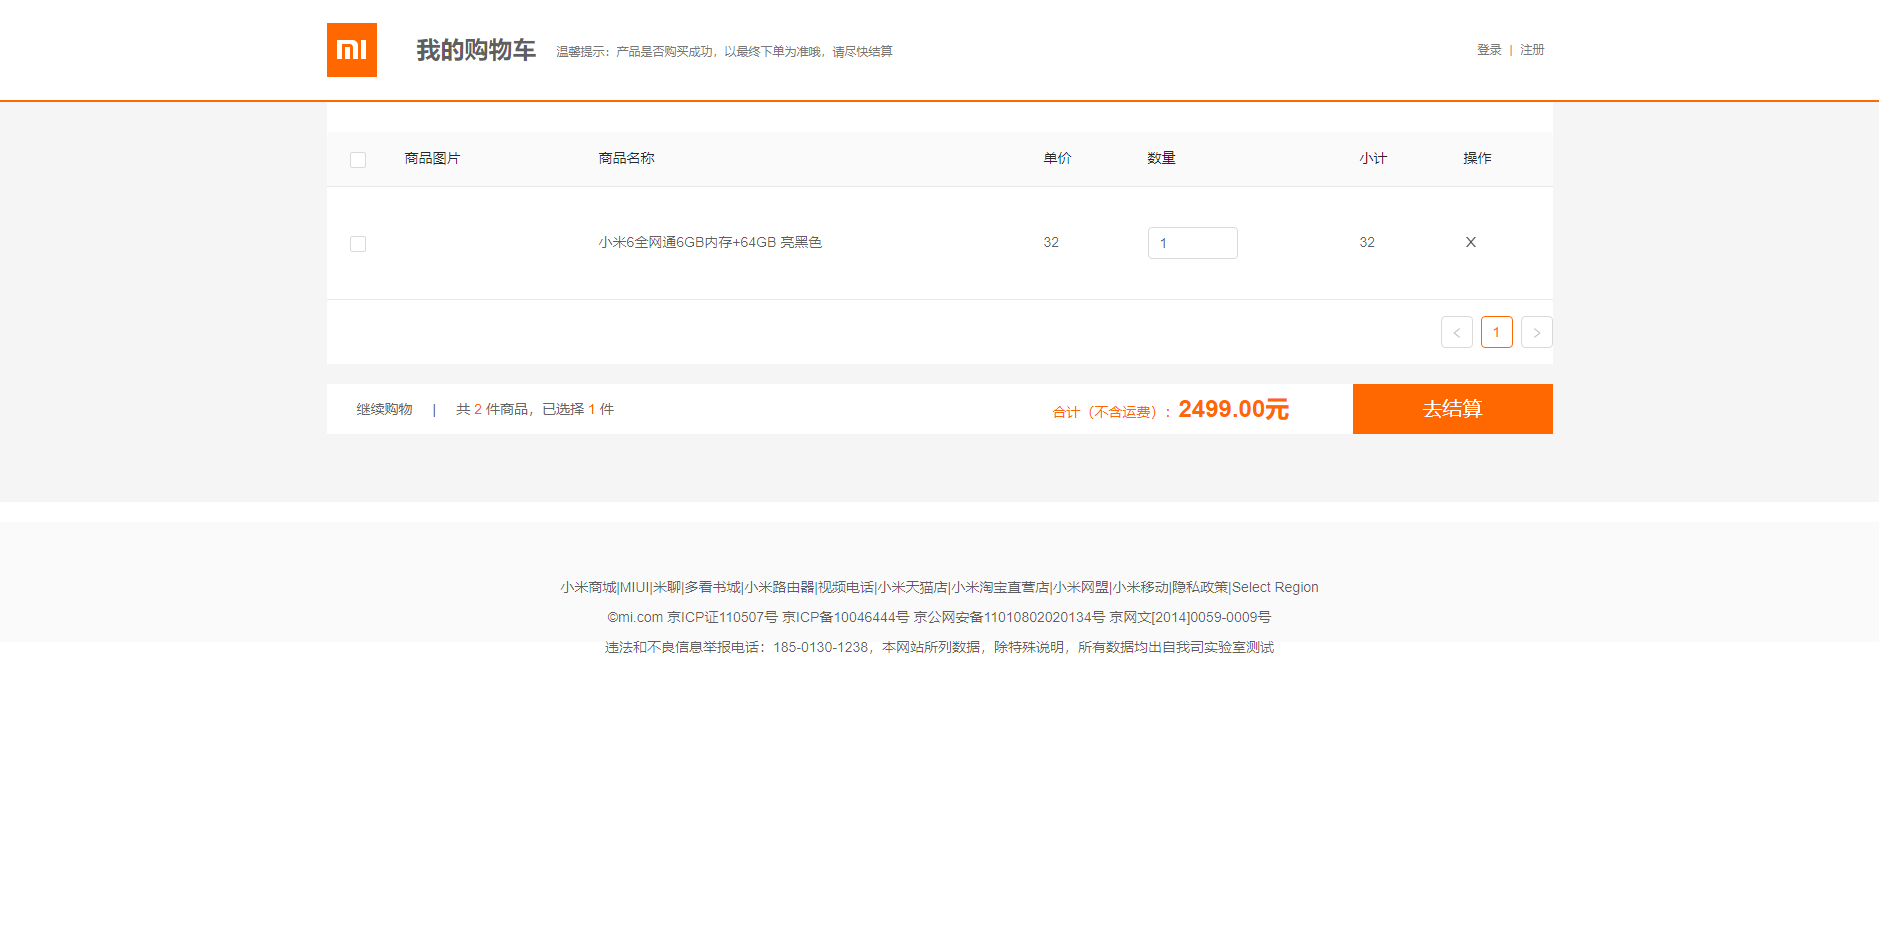 我的购物车 温馨提示：产品是否购买成功，以最终下单为准哦，请尽快结算 登录 | 注册
商品图片 商品名称 单价 数量 小计 操作
小米6全网通6GB内存+64GB 亮黑色 32 1 32 X
< 1 >
继续购物 | 共 2 件商品，已选择 1 件 合计（不含运费）： 2499.00元 去结算
小米商城|MIUI|米聊|多看书城|小米路由器|视频电话|小米天猫店|小米淘宝直营店|小米网盟|小米移动|隐私政策|Select Region
©mi.com 京ICP证110507号 京ICP备10046444号 京公网安备11010802020134号 京网文[2014]0059-0009号
违法和不良信息举报电话：185-0130-1238，本网站所列数据，除特殊说明，所有数据均出自我司实验室测试